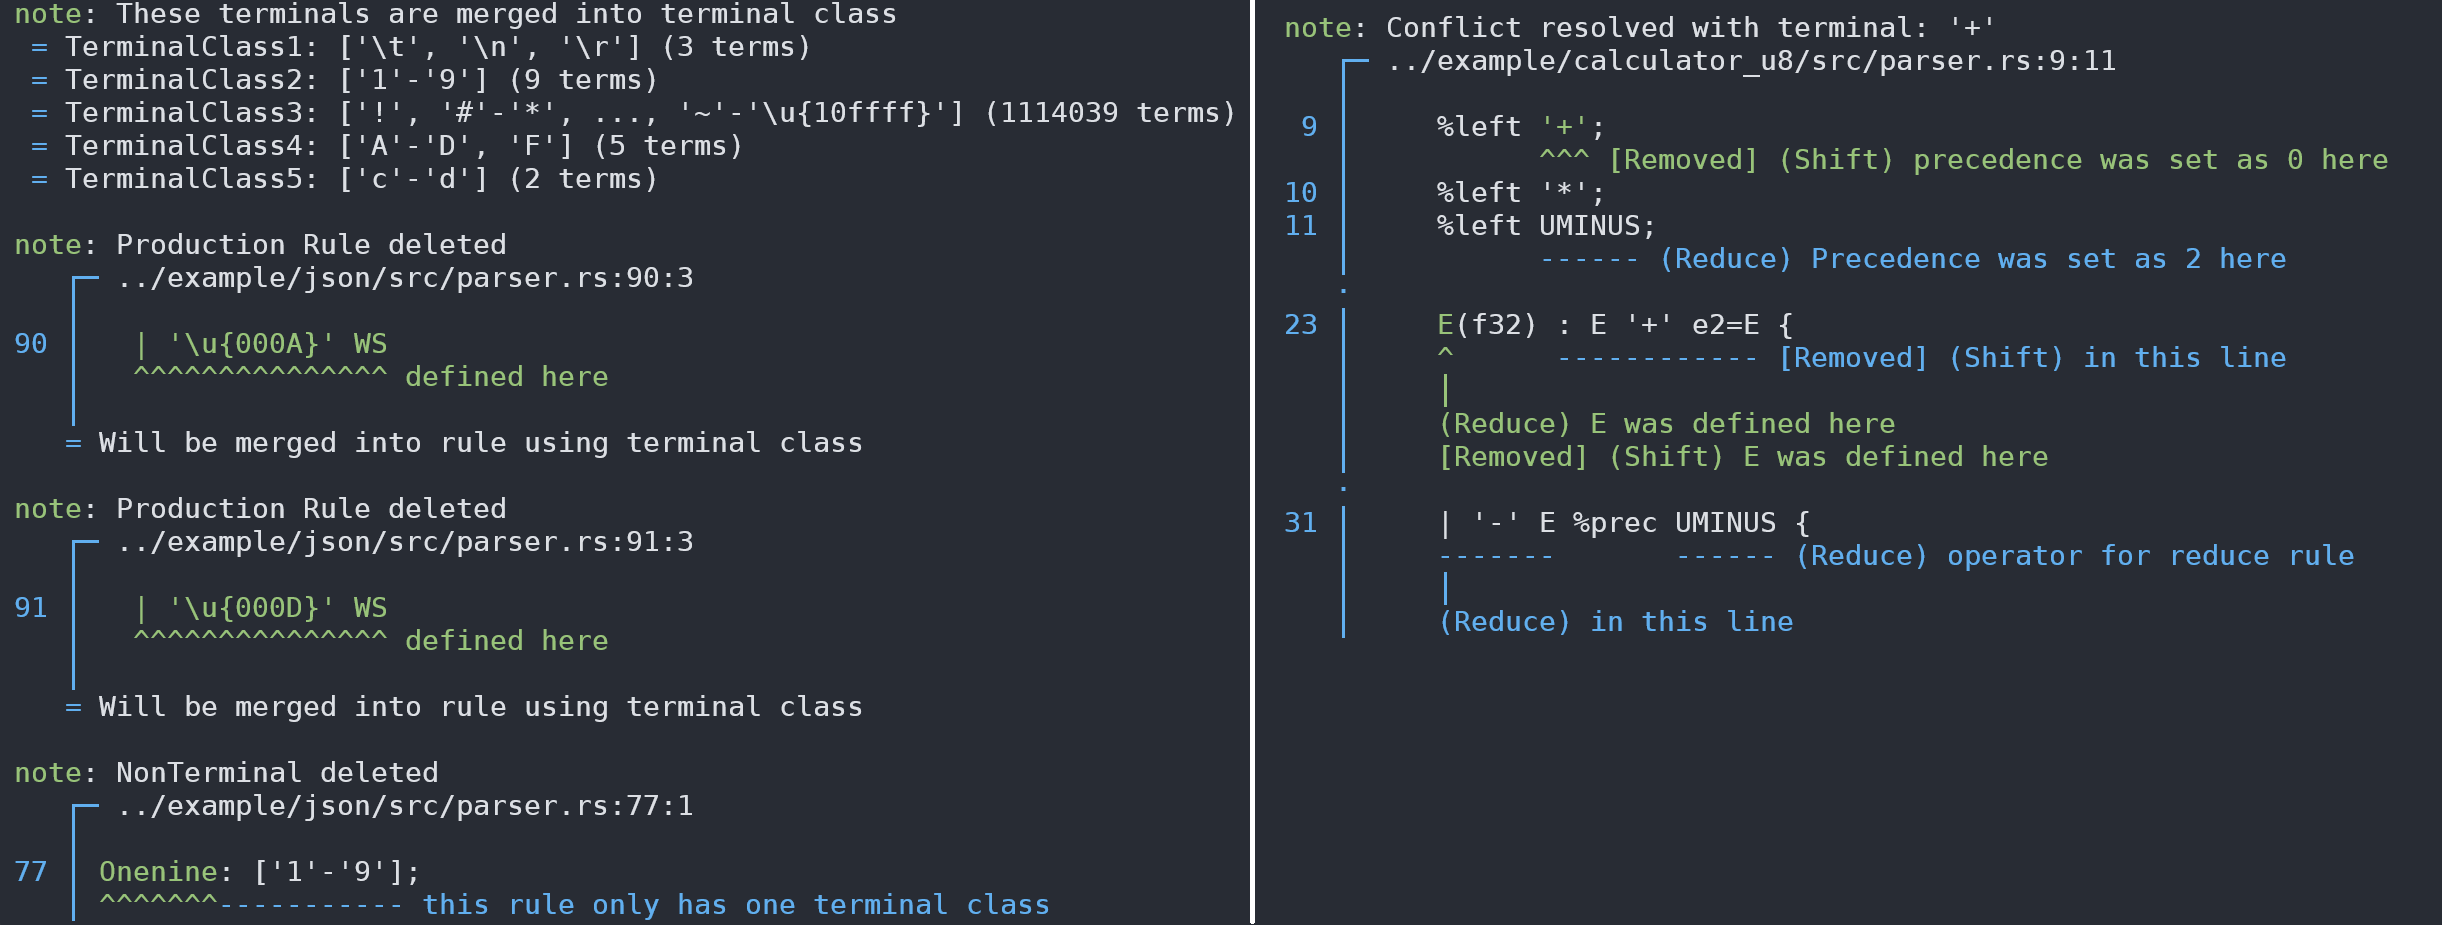 note: These terminals are merged into terminal class
 = TerminalClass1: ['\t', '\n', '\r'] (3 terms)
 = TerminalClass2: ['1'-'9'] (9 terms)
 = TerminalClass3: ['!', '#'-'*', ..., '~'-'\u{10ffff}'] (1114039 terms)
 = TerminalClass4: ['A'-'D', 'F'] (5 terms)
 = TerminalClass5: ['c'-'d'] (2 terms)
note: Production Rule deleted
../example/json/src/parser.rs:90:3
90 | '\u{000A}' WS
^^^^^^^^^^^^^^^ defined here
= Will be merged into rule using terminal class
note: Production Rule deleted
../example/json/src/parser.rs:91:3
91 | '\u{000D}' WS
^^^^^^^^^^^^^^^ defined here
= Will be merged into rule using terminal class
note: NonTerminal deleted
../example/json/src/parser.rs:77:1
77 Onenine: ['1'-'9'];
^^^^^^^----------- this rule only has one terminal class
note: Conflict resolved with terminal: '+'
../example/calculator_u8/src/parser.rs:9:11
9 %left '+';
^^^ [Removed] (Shift) precedence was set as 0 here
10 %left '*';
11 %left UMINUS;
------ (Reduce) Precedence was set as 2 here
23 E(f32) : E '+' e2=E {
^ ------------ [Removed] (Shift) in this line
|
(Reduce) E was defined here
[Removed] (Shift) E was defined here
31 | '-' E %prec UMINUS {
------- ------ (Reduce) operator for reduce rule
|
(Reduce) in this line